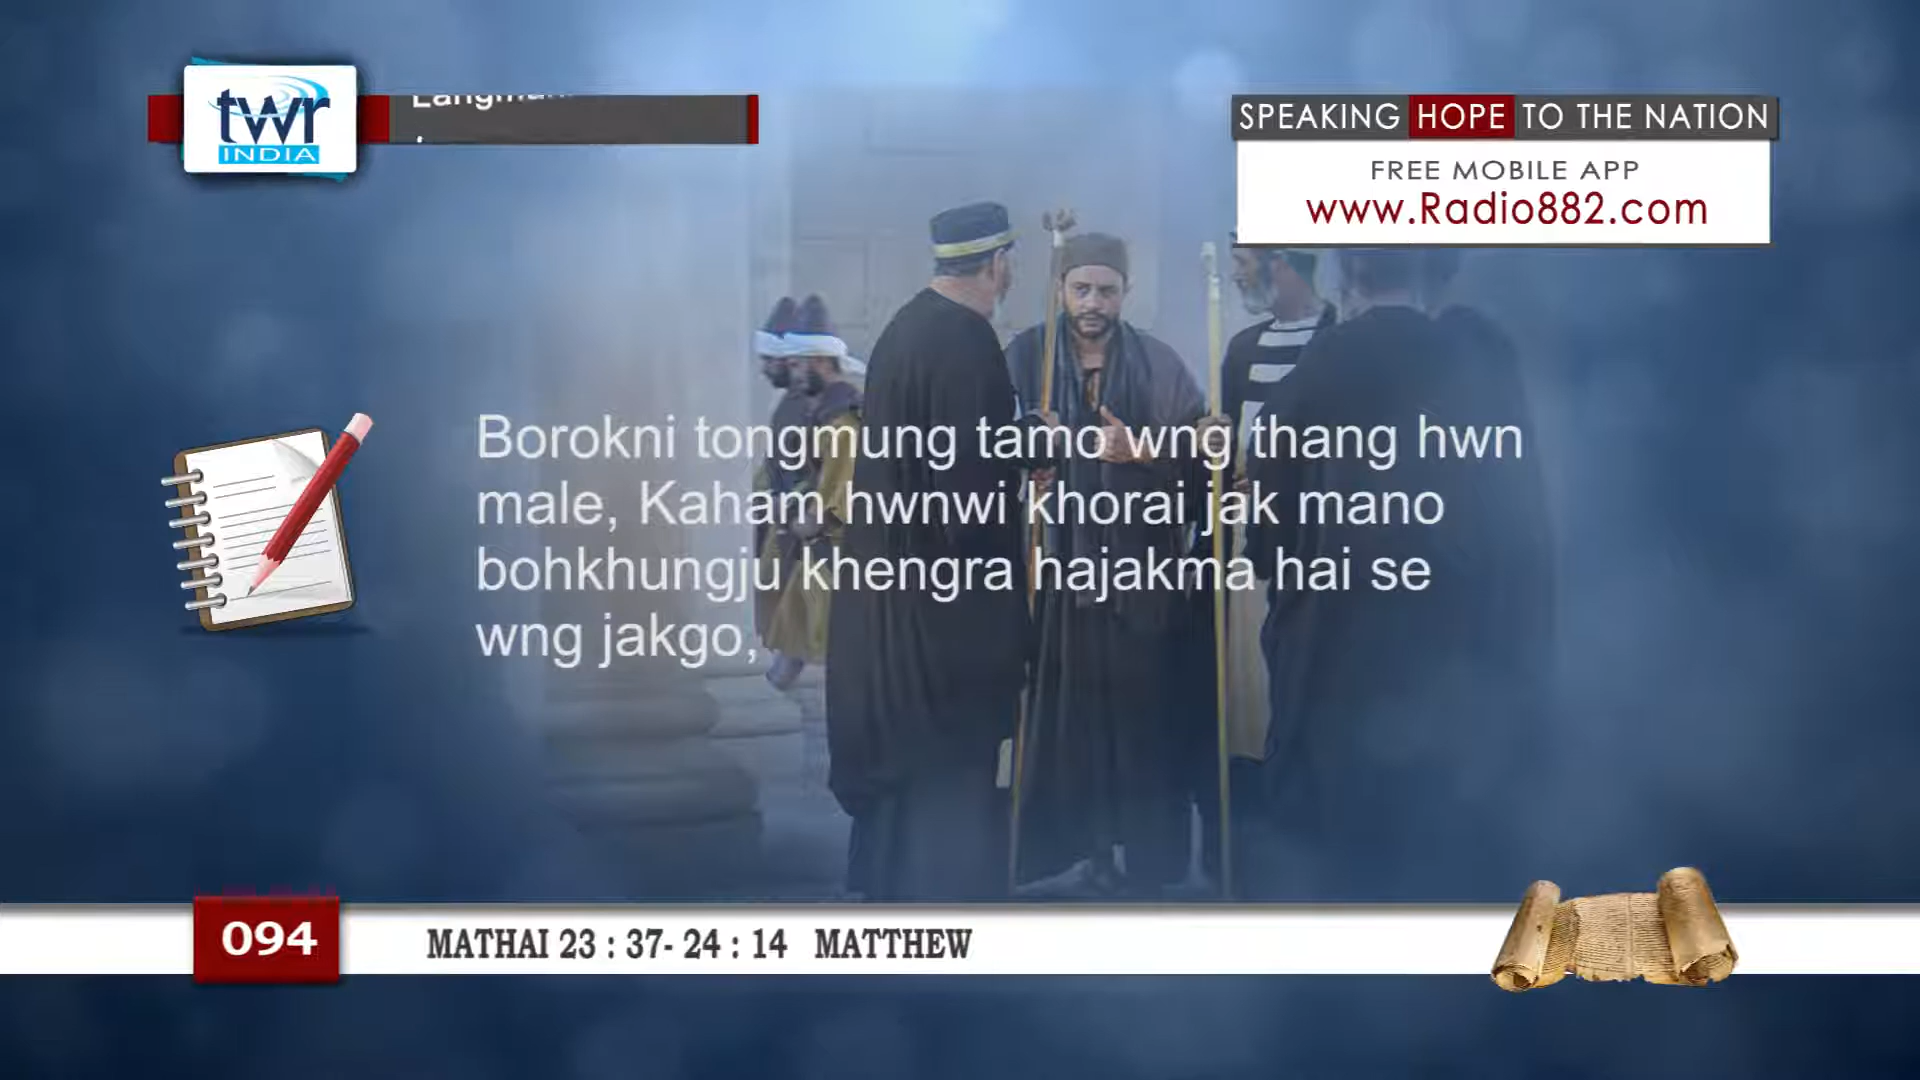 twr
INDIA
SPEAKING HOPE TO THE NATION
FREE MOBILE APP
www.Radio882.com
Borokni tongmung tamo wng thang hwn
male, Kaham hwnwi khorai jak mano
bohkhungju khengra hajakma hai se
wng jakgo,
094
MATHAI 23 : 37- 24 : 14 MATTHEW